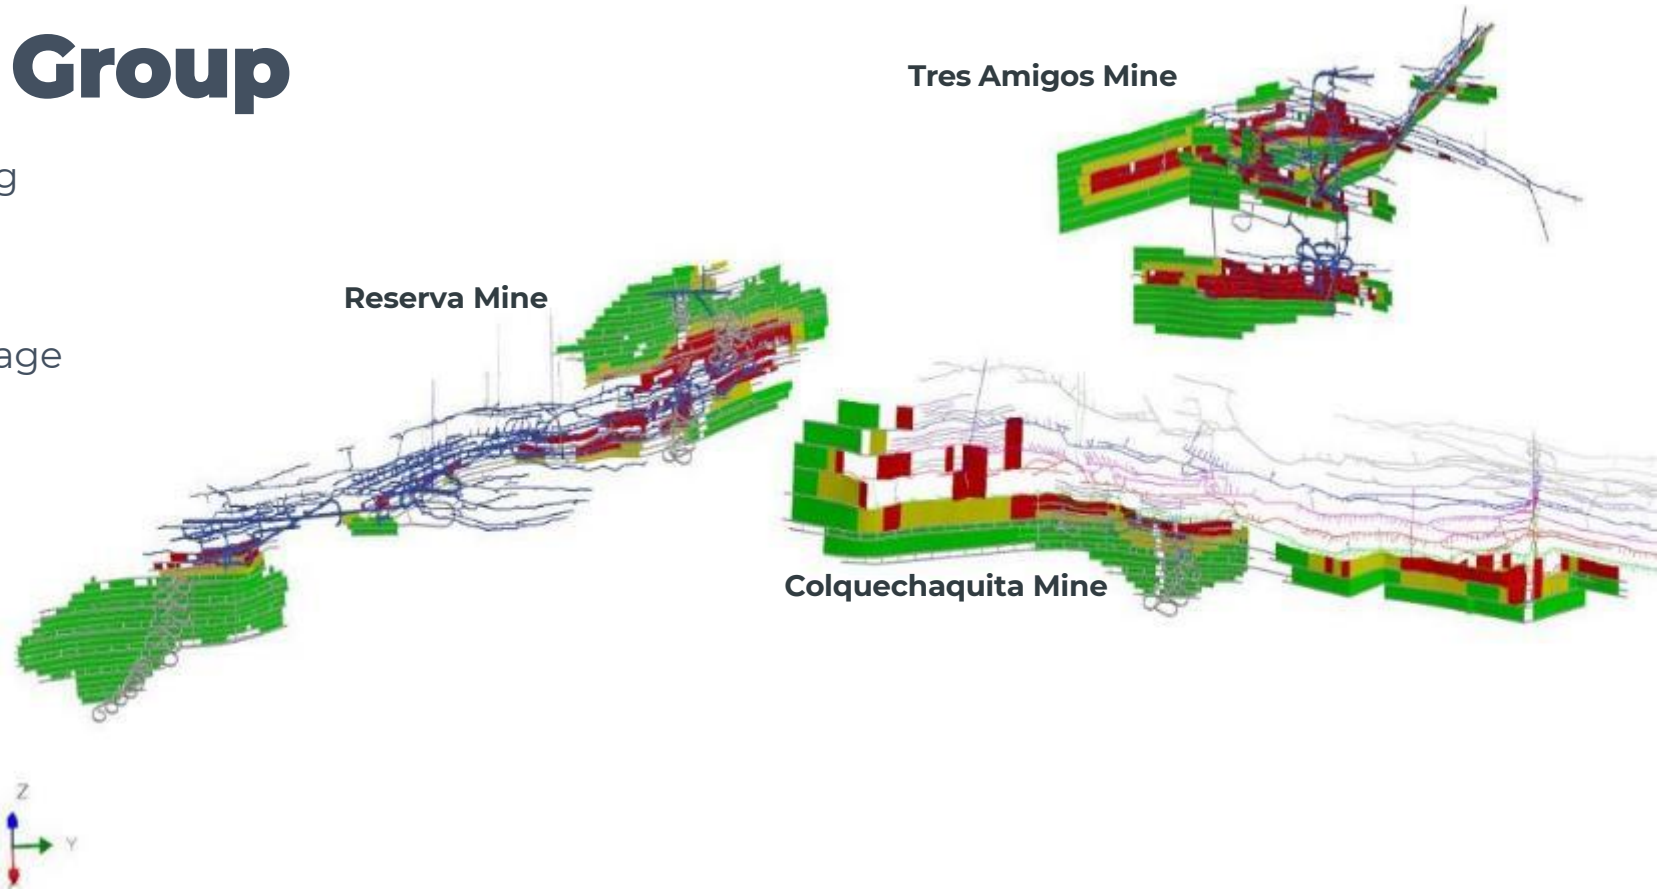 Group
Tres Amigos Mine
g
Reserva Mine
age
Colquechaquita Mine
Z
Y